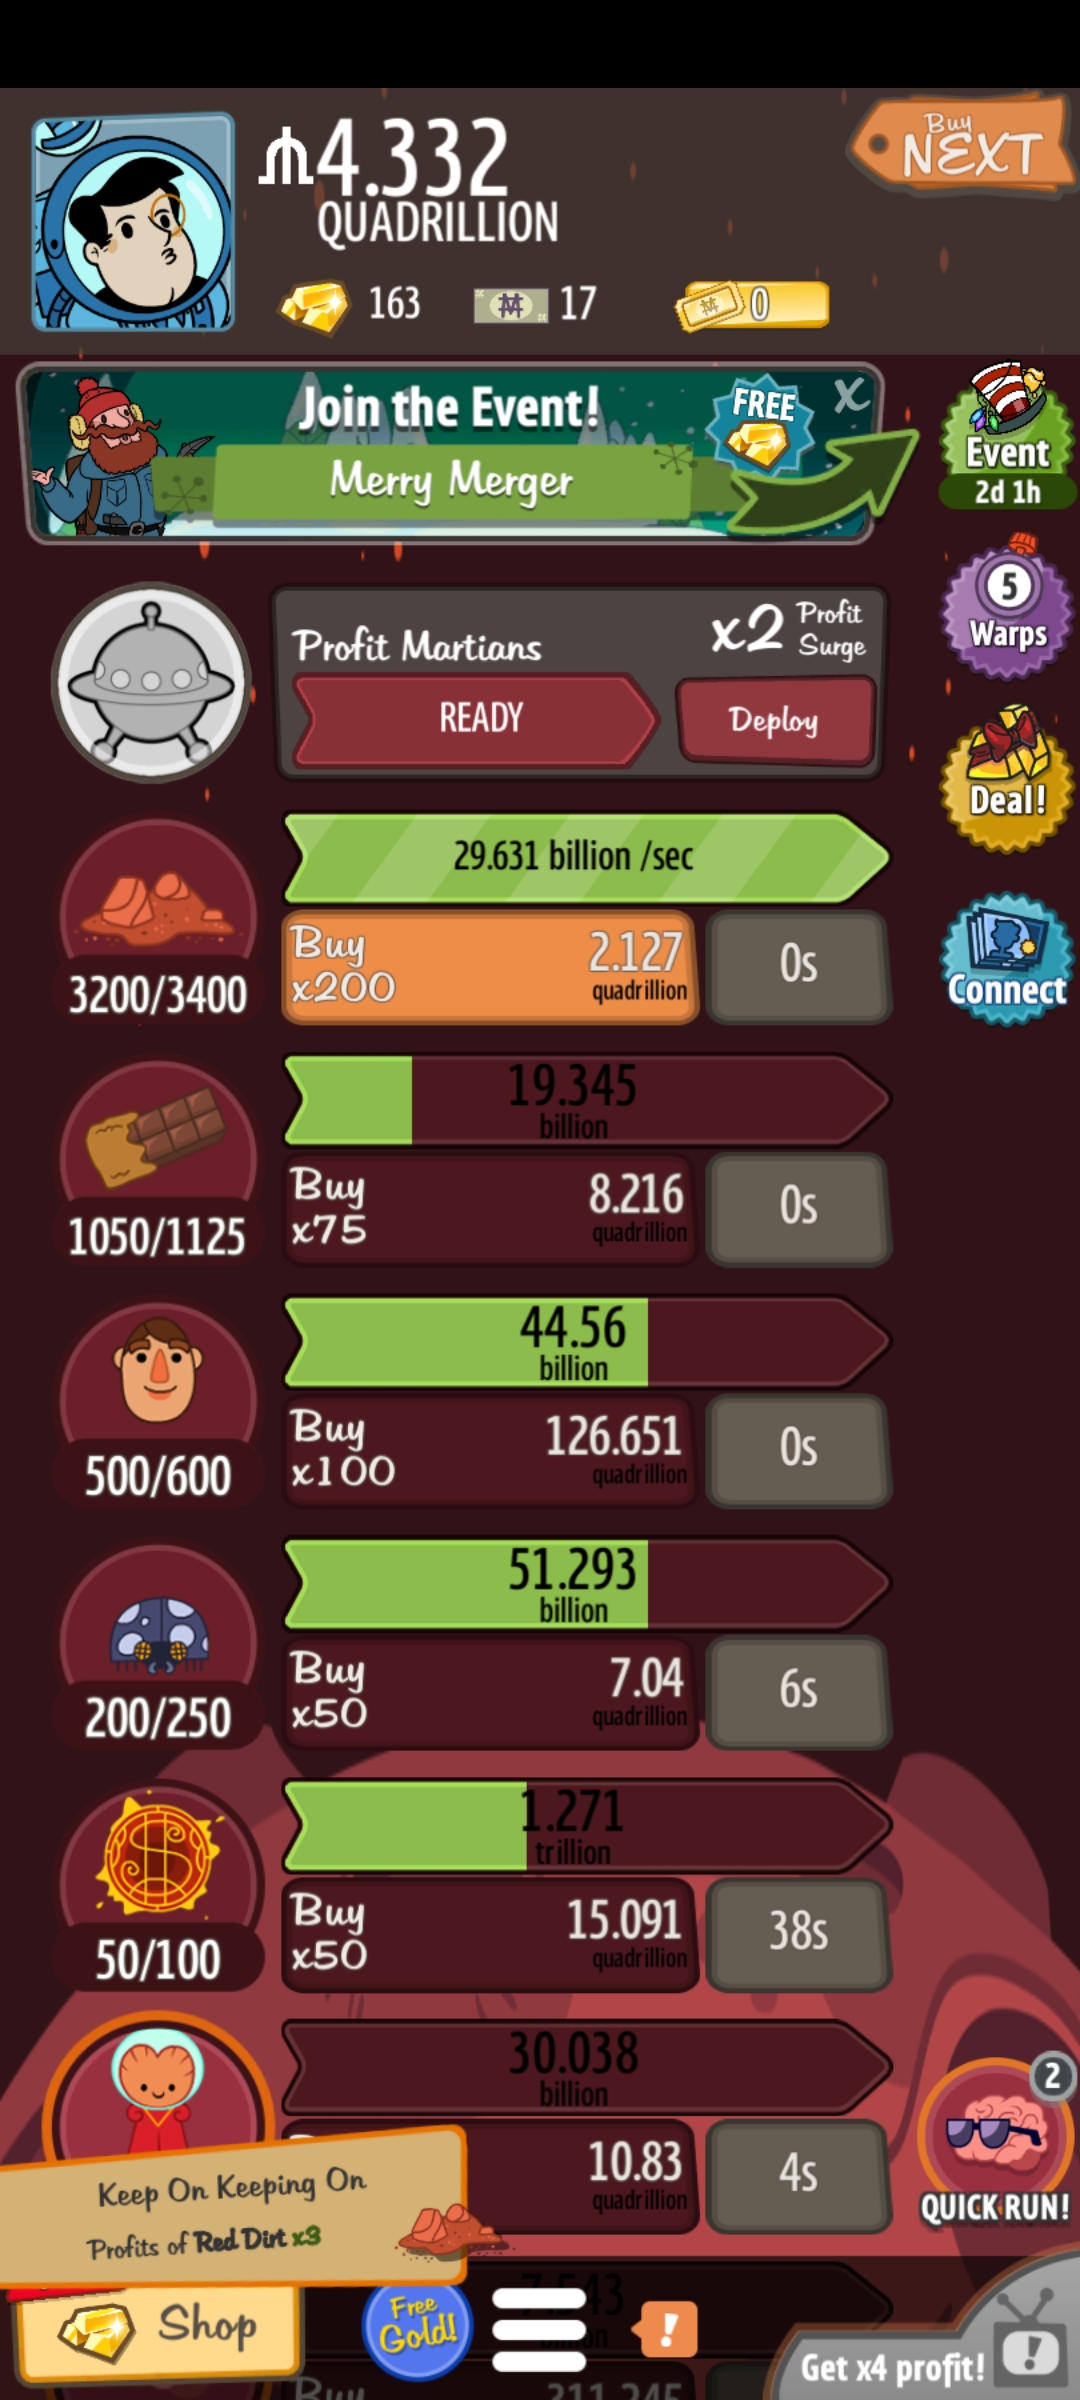 4.332
QUADRILLION
Buy
NEXT
163
17
0
Join the Event!
Merry Merger
FREE
X
Event
2d 1h
5
Warps
Profit Martians
x2 Profit Surge
READY
Deploy
Deal!
29.631 billion /sec
3200/3400
Buy x200
2.127 quadrillion
0s
Connect
19.345
billion
1050/1125
Buy x75
8.216 quadrillion
0s
44.56
billion
500/600
Buy x100
126.651 quadrillion
0s
51.293
billion
200/250
Buy x50
7.04 quadrillion
6s
1.271
trillion
50/100
Buy x50
15.091 quadrillion
38s
30.038
billion
10.83 quadrillion
4s
2
QUICK RUN!
Keep On Keeping On
Profits of Red Dirt x3
Shop
Free Gold!
!
Get x4 profit!
Buy